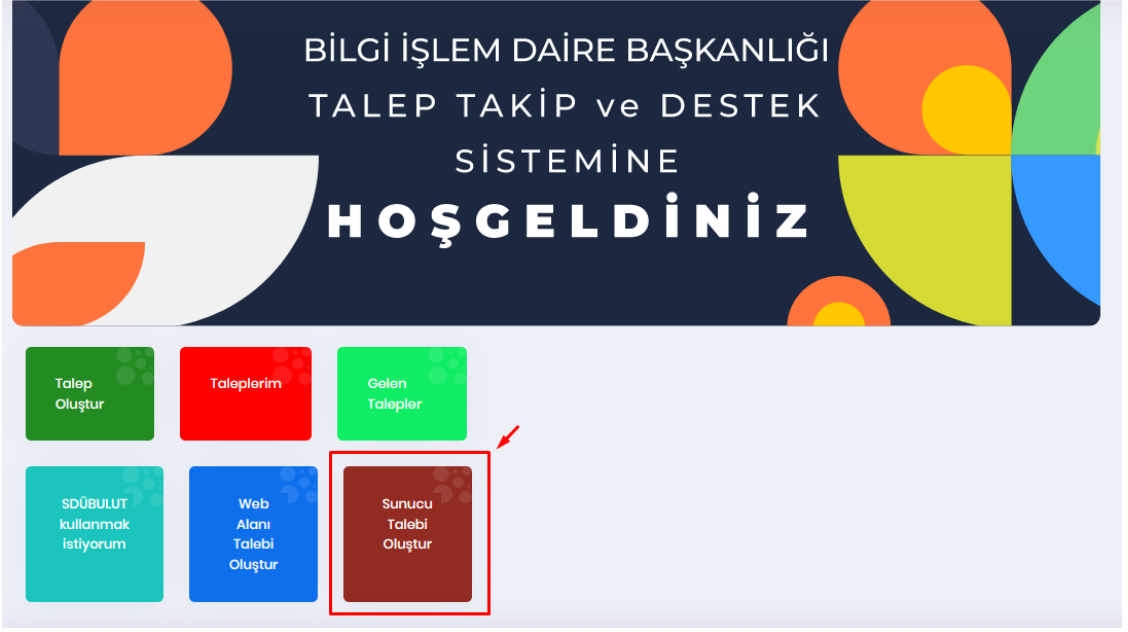 BİLGİ İŞLEM DAİRE BAŞKANLIĞI
TALEP TAKİP ve DESTEK
SİSTEMİNE
HOŞGELDİNİZ
Talep
Oluştur
Taleplerim
Gelen
Talepler
SDÜBULUT
kullanmak
istiyorum
Web
Alanı
Talebi
Oluştur
Sunucu
Talebi
Oluştur